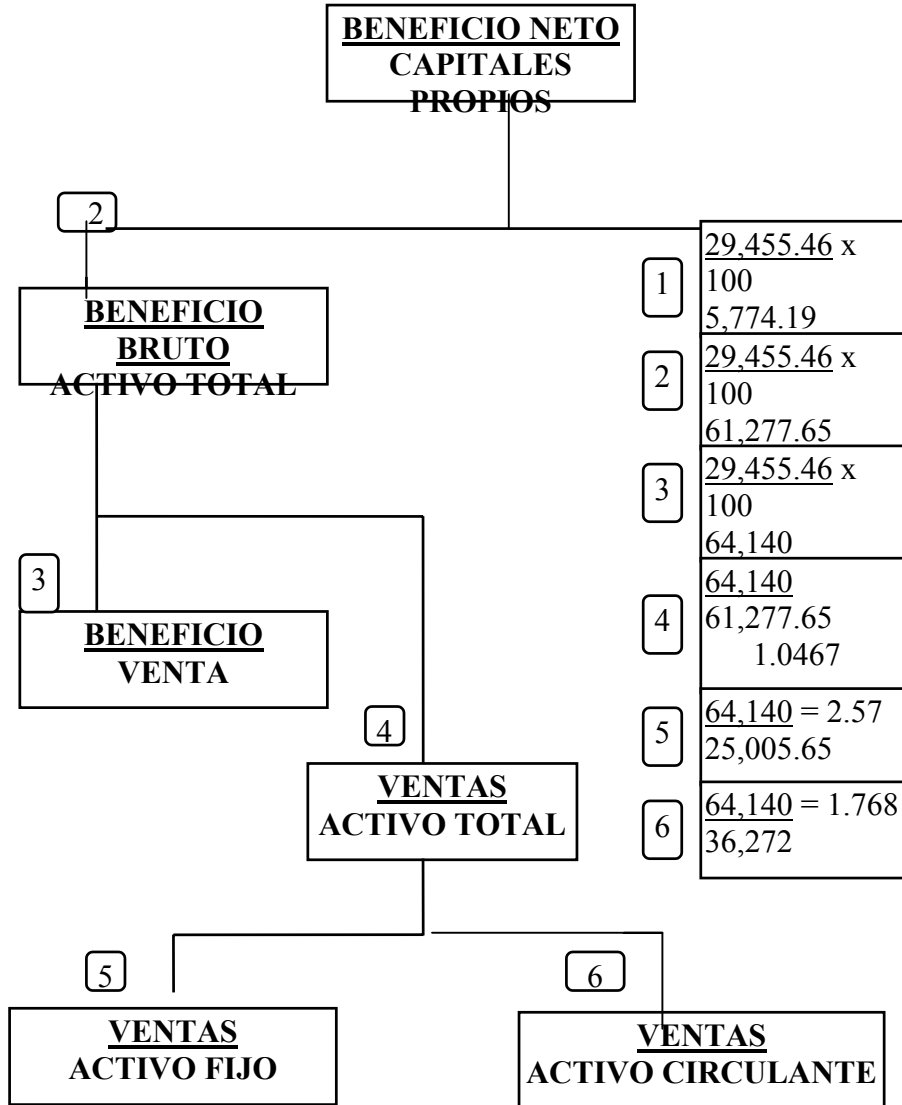 BENEFICIO NETO
CAPITALES
PROPIOS
2
BENEFICIO
BRUTO
ACTIVO TOTAL
3
BENEFICIO
VENTA
4
VENTAS
ACTIVO TOTAL
5
VENTAS
ACTIVO FIJO
6
VENTAS
ACTIVO CIRCULANTE
1
29,455.46 x
100
5,774.19
2
29,455.46 x
100
61,277.65
3
29,455.46 x
100
64,140
4
64,140
61,277.65
1.0467
5
64,140 = 2.57
25,005.65
6
64,140 = 1.768
36,272